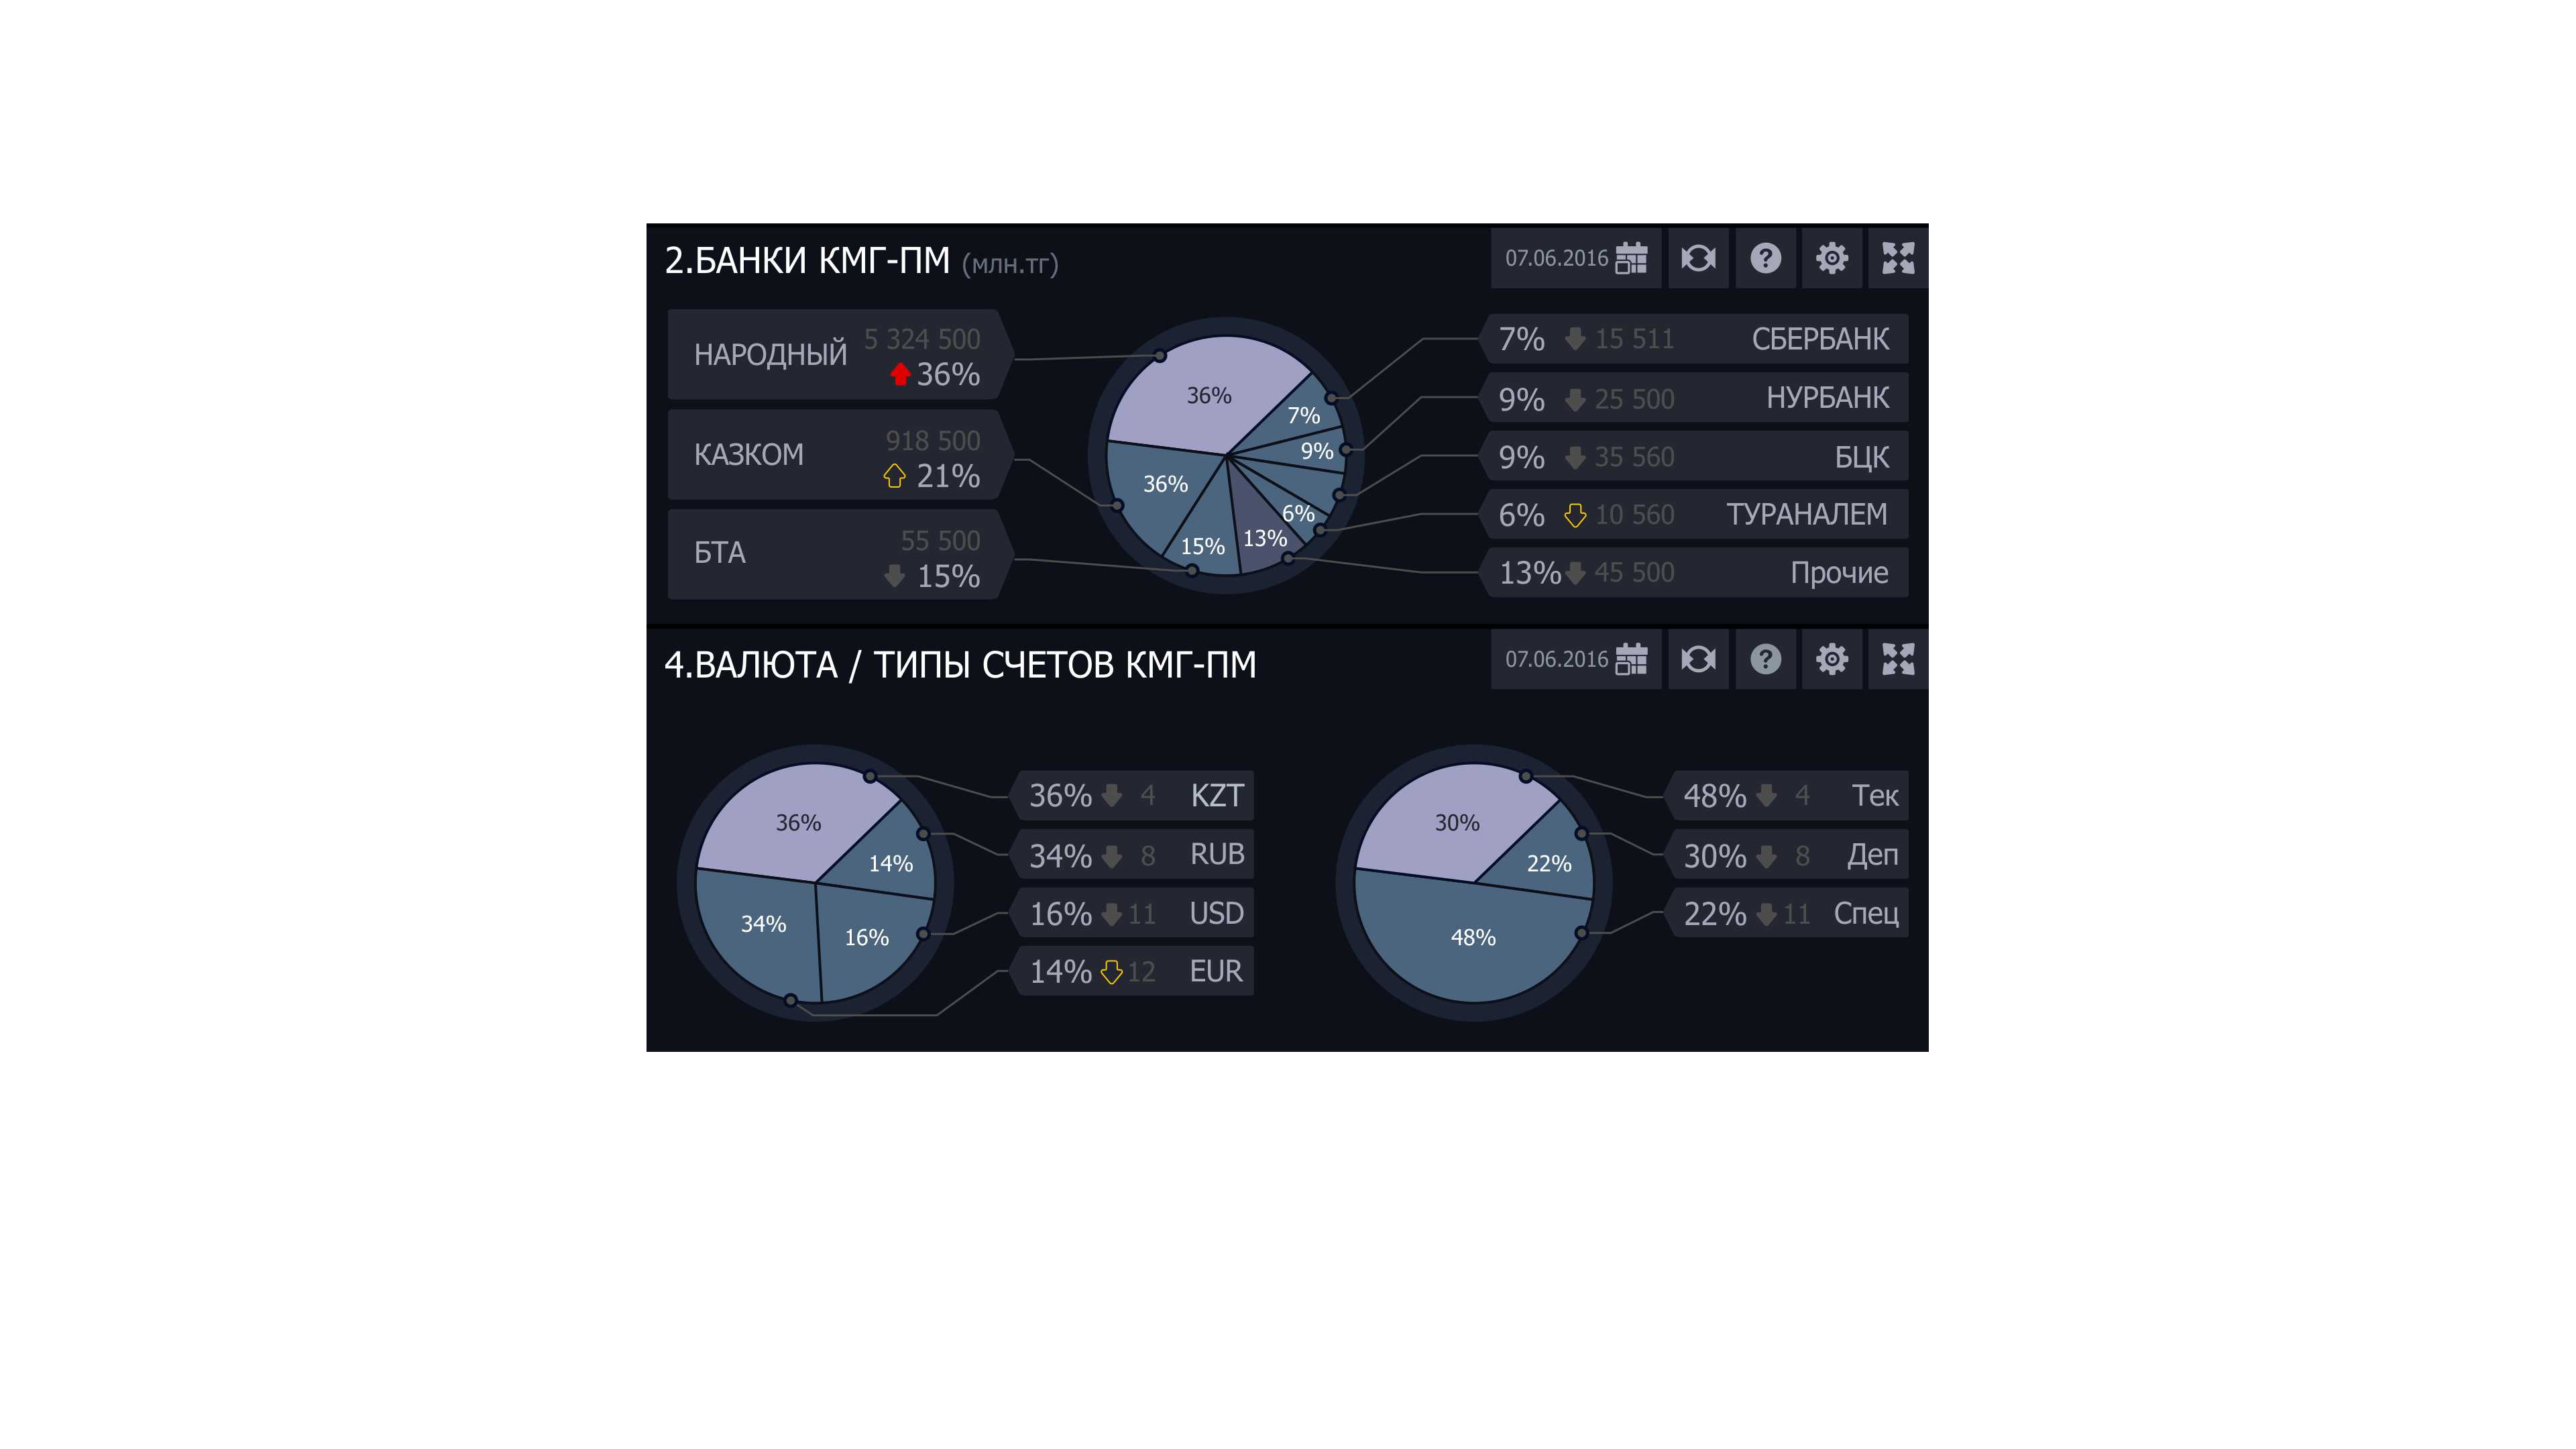 2.БАНКИ КМГ-ПМ (млн.тг)
07.06.2016
НАРОДНЫЙ
5 324 500
36%
КАЗКОМ
918 500
21%
БТА
55 500
15%
36%
7%
9%
6%
13%
15%
36%
7% 15 511 СБЕРБАНК
9% 25 500 НУРБАНК
9% 35 560 БЦК
6% 10 560 ТУРАНАЛЕМ
13% 45 500 Прочие
4.ВАЛЮТА / ТИПЫ СЧЕТОВ КМГ-ПМ
07.06.2016
36%
14%
34%
16%
36% 4 KZT
34% 8 RUB
16% 11 USD
14% 12 EUR
30%
22%
48%
48% 4 Тек
30% 8 Деп
22% 11 Спец